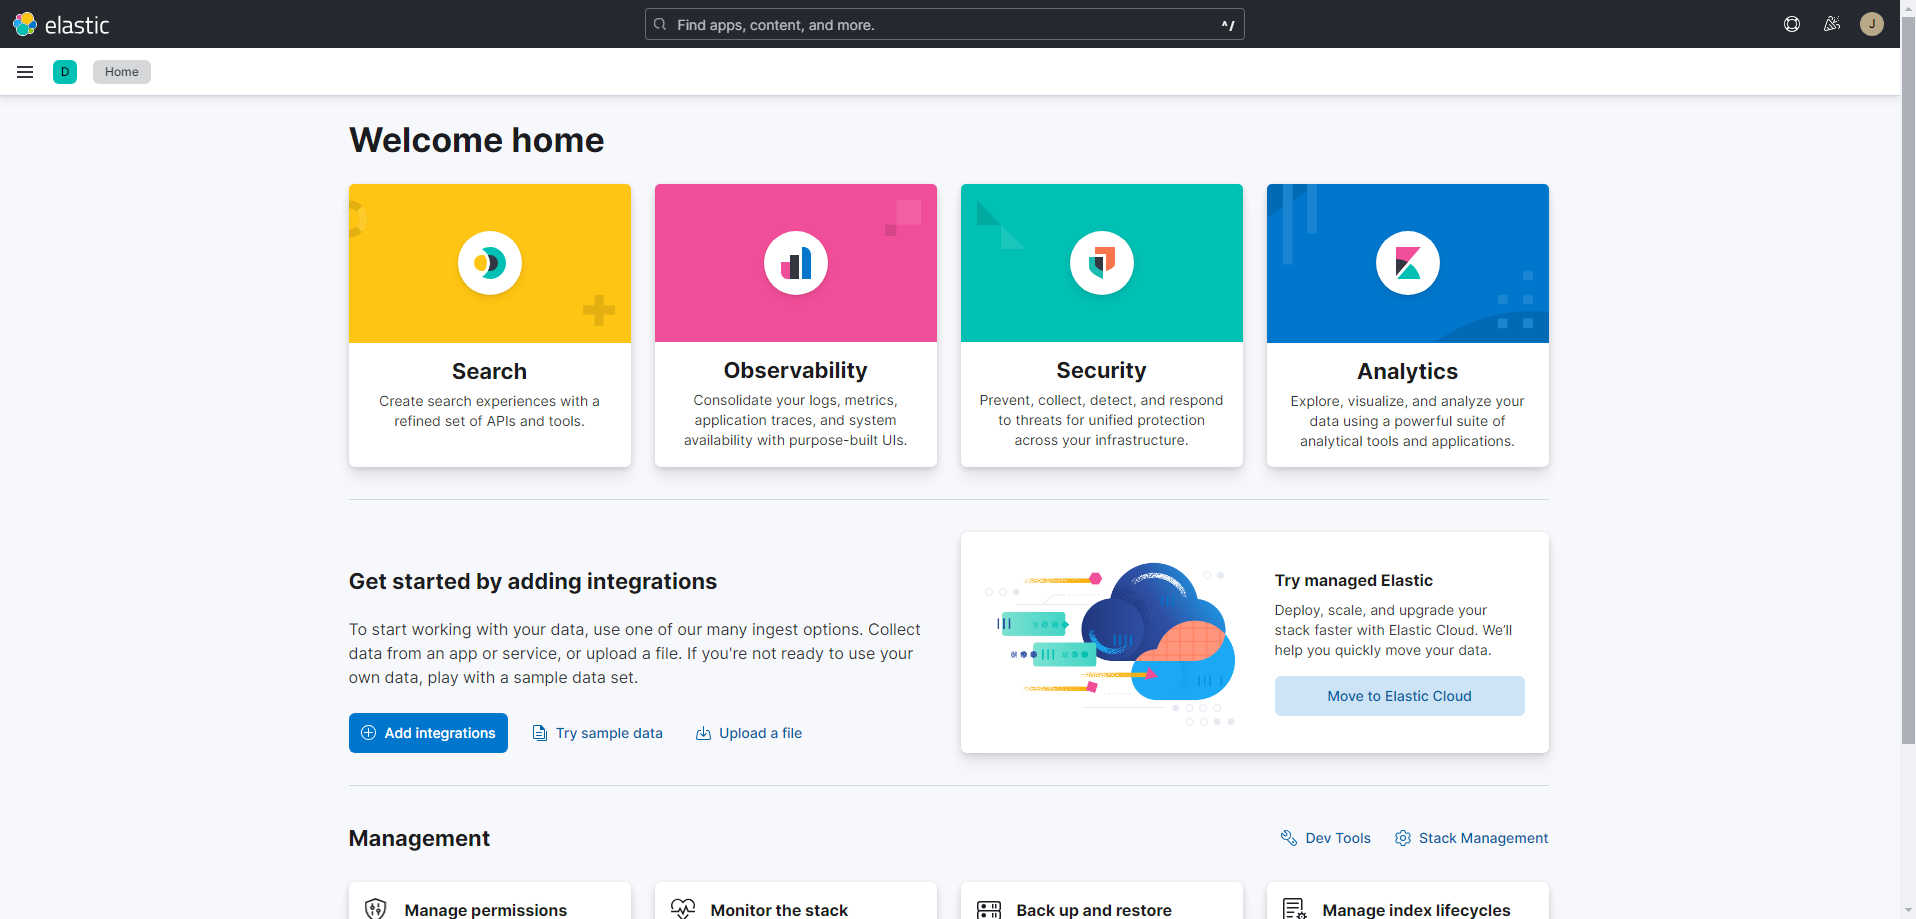 elastic
Find apps, content, and more.
^/
J
D
Home
Welcome home
Search
Create search experiences with a
refined set of APIs and tools.
Observability
Consolidate your logs, metrics,
application traces, and system
availability with purpose-built UIs.
Security
Prevent, collect, detect, and respond
to threats for unified protection
across your infrastructure.
Analytics
Explore, visualize, and analyze your
data using a powerful suite of
analytical tools and applications.
Get started by adding integrations
To start working with your data, use one of our many ingest options. Collect
data from an app or service, or upload a file. If you're not ready to use your
own data, play with a sample data set.
Add integrations
Try sample data
Upload a file
Try managed Elastic
Deploy, scale, and upgrade your
stack faster with Elastic Cloud. We’ll
help you quickly move your data.
Move to Elastic Cloud
Management
Dev Tools
Stack Management
Manage permissions
Monitor the stack
Back up and restore
Manage index lifecycles